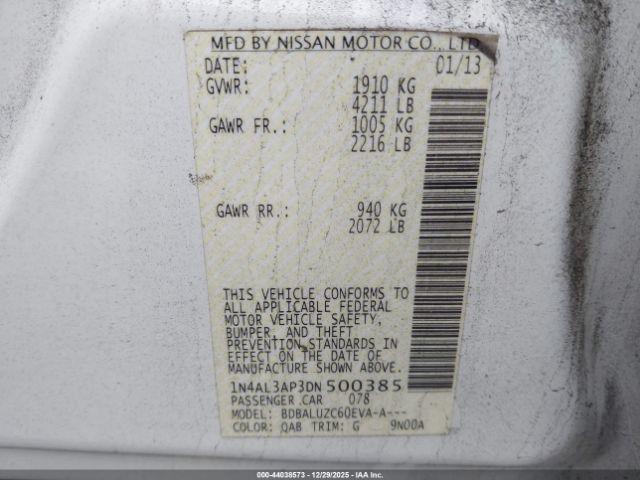 MFD BY NISSAN MOTOR CO., LTD
DATE: 01/13
GVWR: 1910 KG
4211 LB
GAWR FR.: 1005 KG
2216 LB
GAWR RR.: 940 KG
2072 LB
THIS VEHICLE CONFORMS TO
ALL APPLICABLE FEDERAL
MOTOR VEHICLE SAFETY,
BUMPER, AND THEFT
PREVENTION STANDARDS IN
EFFECT ON THE DATE OF
MANUFACTURE SHOWN ABOVE.
1N4AL3AP3DN500385
PASSENGER CAR 078
MODEL: BDBALUZC60EVA-A---
COLOR: QAB TRIM: G 9N00A
000-44038573 - 12/29/2025 - IAA Inc.